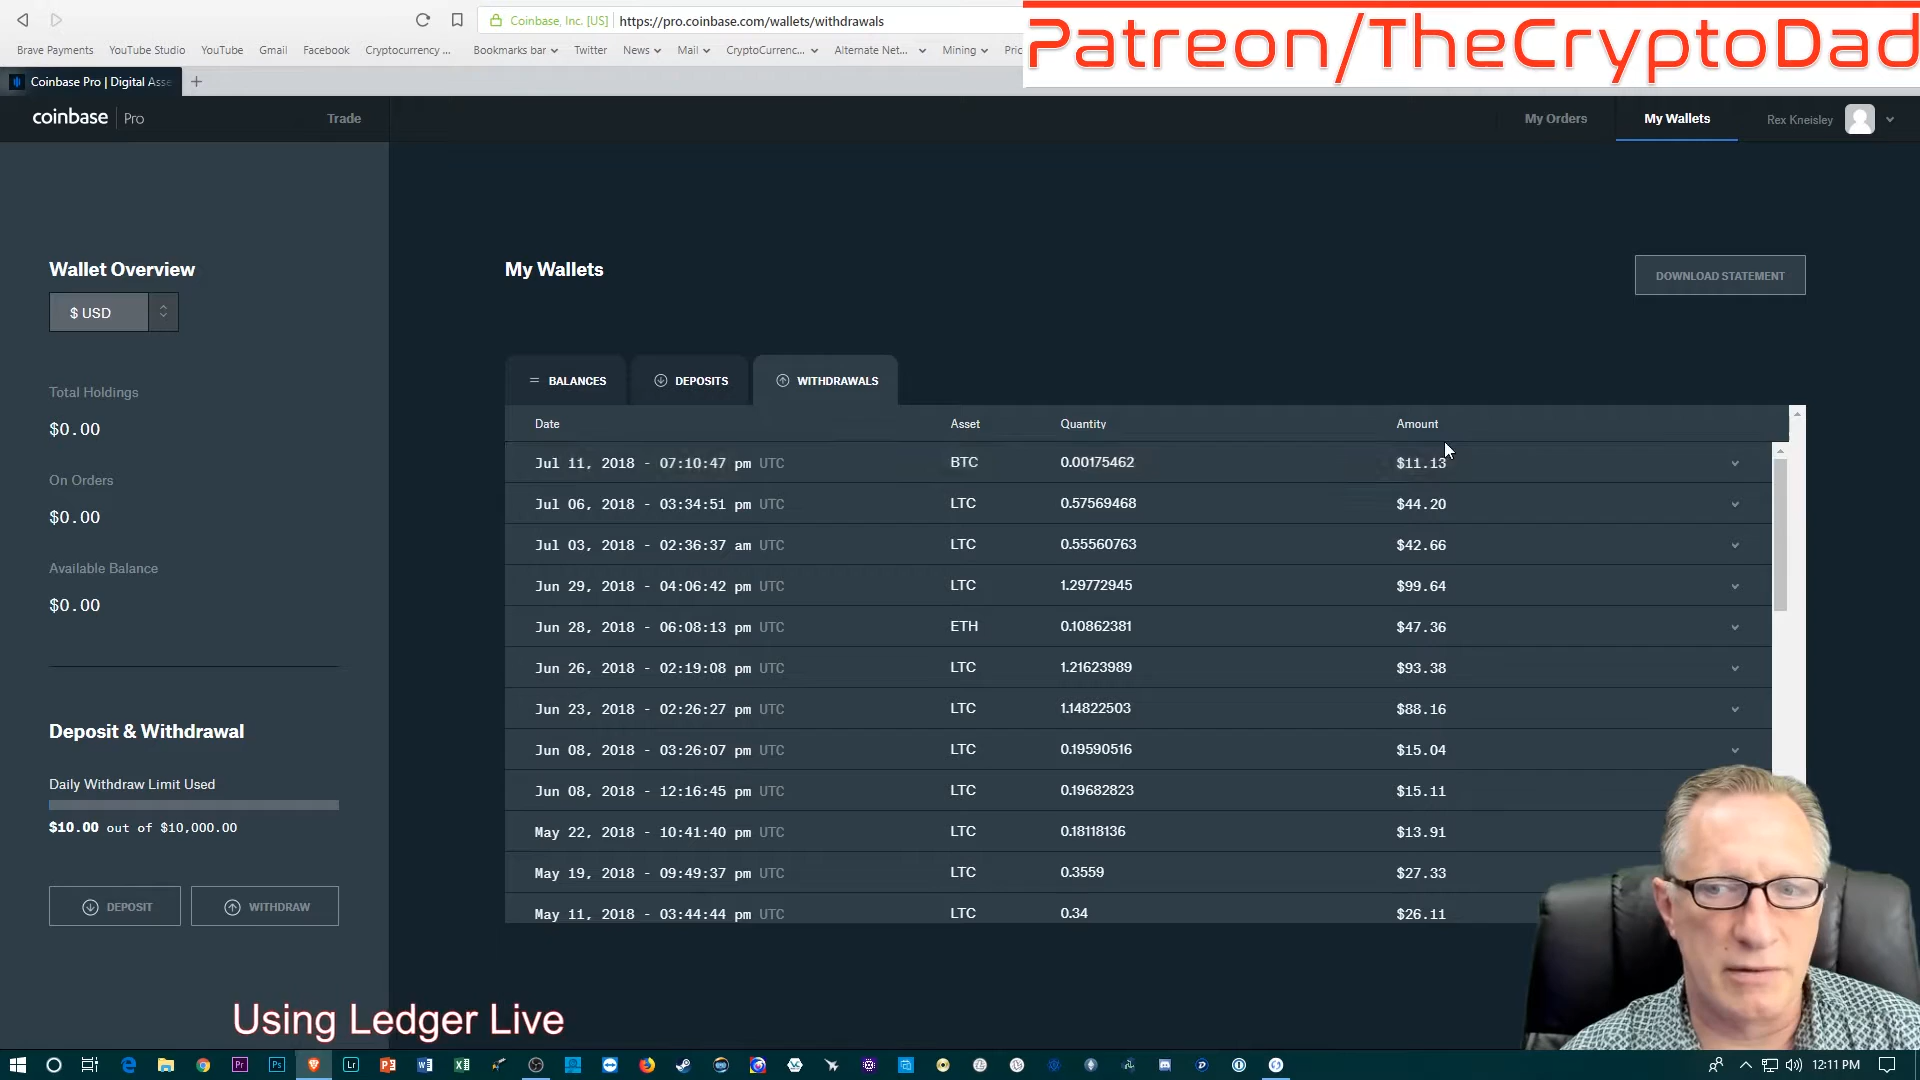 Coinbase, Inc. [US] https://pro.coinbase.com/wallets/withdrawals
Patreon/TheCryptoDad
Brave Payments YouTube Studio YouTube Gmail Facebook Cryptocurrency ... Bookmarks bar Twitter News Mail CryptoCurrenc... Alternate Net... Mining
Coinbase Pro | Digital Asse
coinbase Pro Trade My Orders My Wallets Rex Kneisley
Wallet Overview
$ USD
Total Holdings
$0.00
On Orders
$0.00
Available Balance
$0.00
Deposit & Withdrawal
Daily Withdraw Limit Used
$10.00 out of $10,000.00
DEPOSIT WITHDRAW
My Wallets
DOWNLOAD STATEMENT
BALANCES DEPOSITS WITHDRAWALS
Date Asset Quantity Amount
Jul 11, 2018 - 07:10:47 pm UTC BTC 0.00175462 $11.13
Jul 06, 2018 - 03:34:51 pm UTC LTC 0.57569468 $44.20
Jul 03, 2018 - 02:36:37 am UTC LTC 0.55560763 $42.66
Jun 29, 2018 - 04:06:42 pm UTC LTC 1.29772945 $99.64
Jun 28, 2018 - 06:08:13 pm UTC ETH 0.10862381 $47.36
Jun 26, 2018 - 02:19:08 pm UTC LTC 1.21623989 $93.38
Jun 23, 2018 - 02:26:27 pm UTC LTC 1.14822503 $88.16
Jun 08, 2018 - 03:26:07 pm UTC LTC 0.19590516 $15.04
Jun 08, 2018 - 12:16:45 pm UTC LTC 0.19682823 $15.11
May 22, 2018 - 10:41:40 pm UTC LTC 0.18118136 $13.91
May 19, 2018 - 09:49:37 pm UTC LTC 0.3559 $27.33
May 11, 2018 - 03:44:44 pm UTC LTC 0.34 $26.11
Using Ledger Live
Pr Ps Lr 12:11 PM